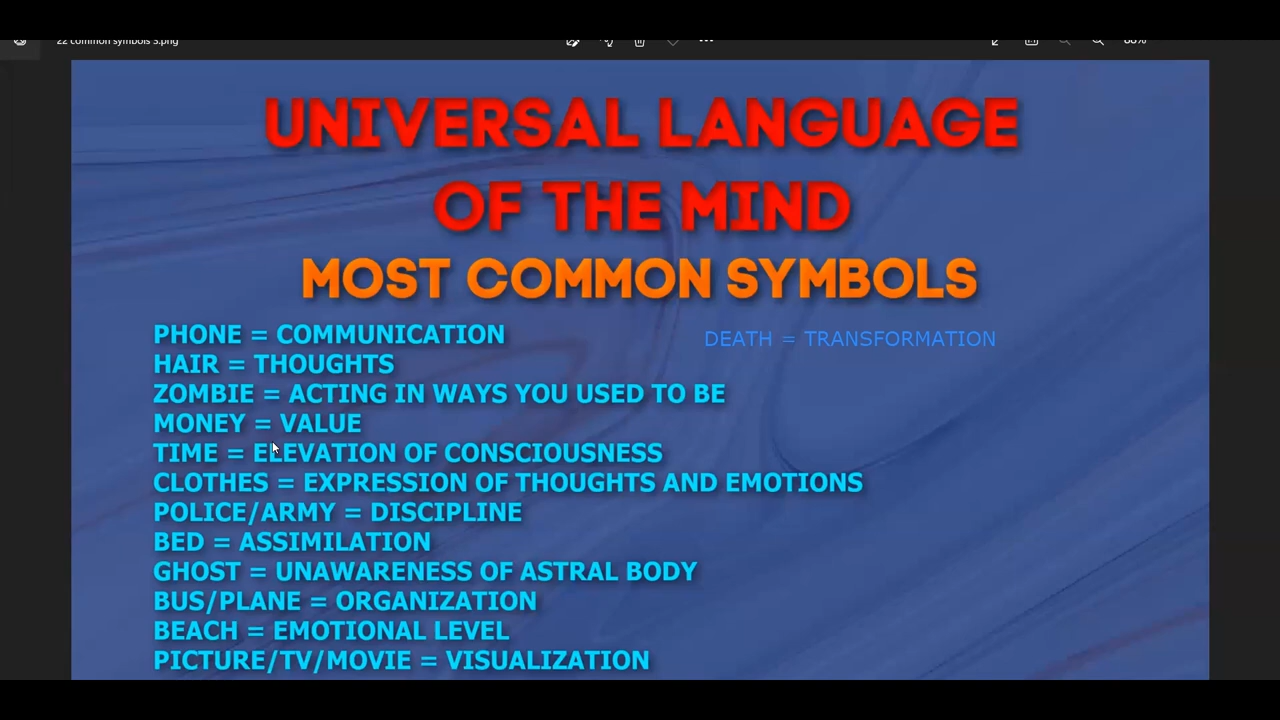 22 common symbols 3.png
UNIVERSAL LANGUAGE
OF THE MIND
MOST COMMON SYMBOLS
PHONE = COMMUNICATION
DEATH = TRANSFORMATION
HAIR = THOUGHTS
ZOMBIE = ACTING IN WAYS YOU USED TO BE
MONEY = VALUE
TIME = ELEVATION OF CONSCIOUSNESS
CLOTHES = EXPRESSION OF THOUGHTS AND EMOTIONS
POLICE/ARMY = DISCIPLINE
BED = ASSIMILATION
GHOST = UNAWARENESS OF ASTRAL BODY
BUS/PLANE = ORGANIZATION
BEACH = EMOTIONAL LEVEL
PICTURE/TV/MOVIE = VISUALIZATION